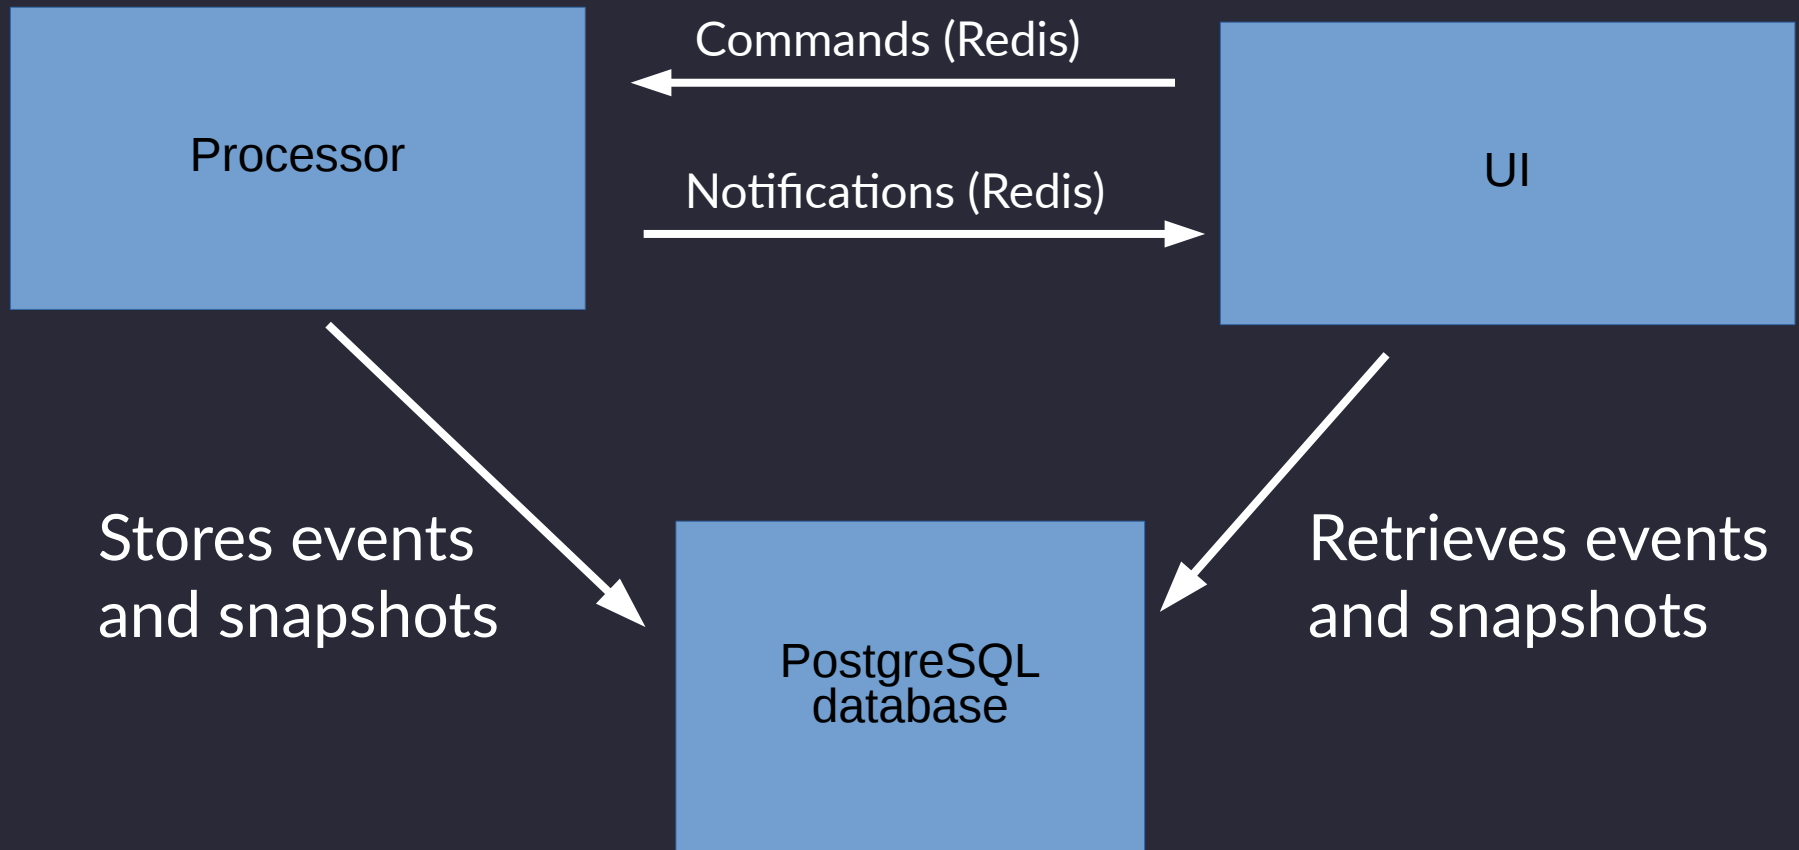 Commands (Redis)
Processor
UI
Notifications (Redis)
Stores events
and snapshots
Retrieves events
and snapshots
PostgreSQL
database